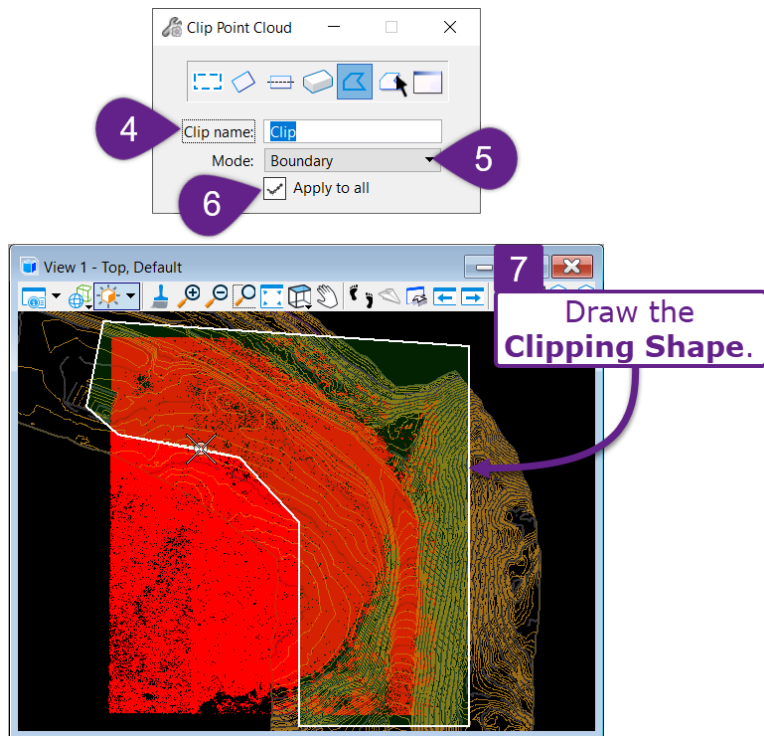 Clip Point Cloud
4
Clip name: Clip
Mode: Boundary
5
6
Apply to all
View 1 - Top, Default
7
Draw the
Clipping Shape.